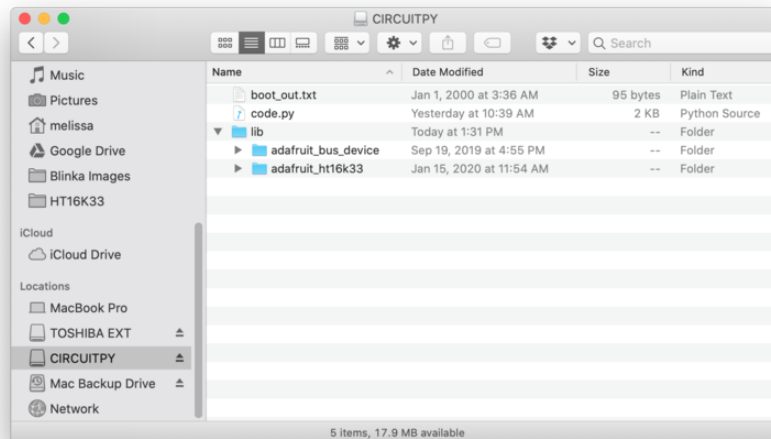 CIRCUITPY
Search
Music
Pictures
melissa
Google Drive
Blinka Images
HT16K33
iCloud
iCloud Drive
Locations
MacBook Pro
TOSHIBA EXT
CIRCUITPY
Mac Backup Drive
Network
Name Date Modified Size Kind
boot_out.txt Jan 1, 2000 at 3:36 AM 95 bytes Plain Text
code.py Yesterday at 10:39 AM 2 KB Python Source
lib Today at 1:31 PM -- Folder
adafruit_bus_device Sep 19, 2019 at 4:55 PM -- Folder
adafruit_ht16k33 Jan 15, 2020 at 11:54 AM -- Folder
5 items, 17.9 MB available